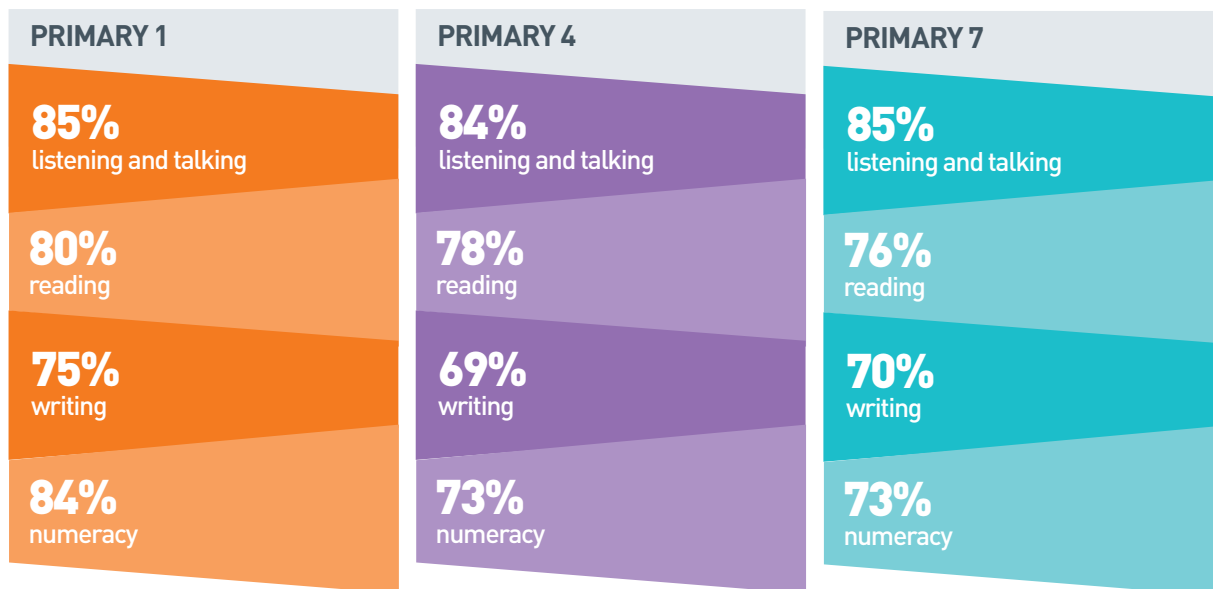 PRIMARY 1
85%
listening and talking
80%
reading
75%
writing
84%
numeracy
PRIMARY 4
84%
listening and talking
78%
reading
69%
writing
73%
numeracy
PRIMARY 7
85%
listening and talking
76%
reading
70%
writing
73%
numeracy